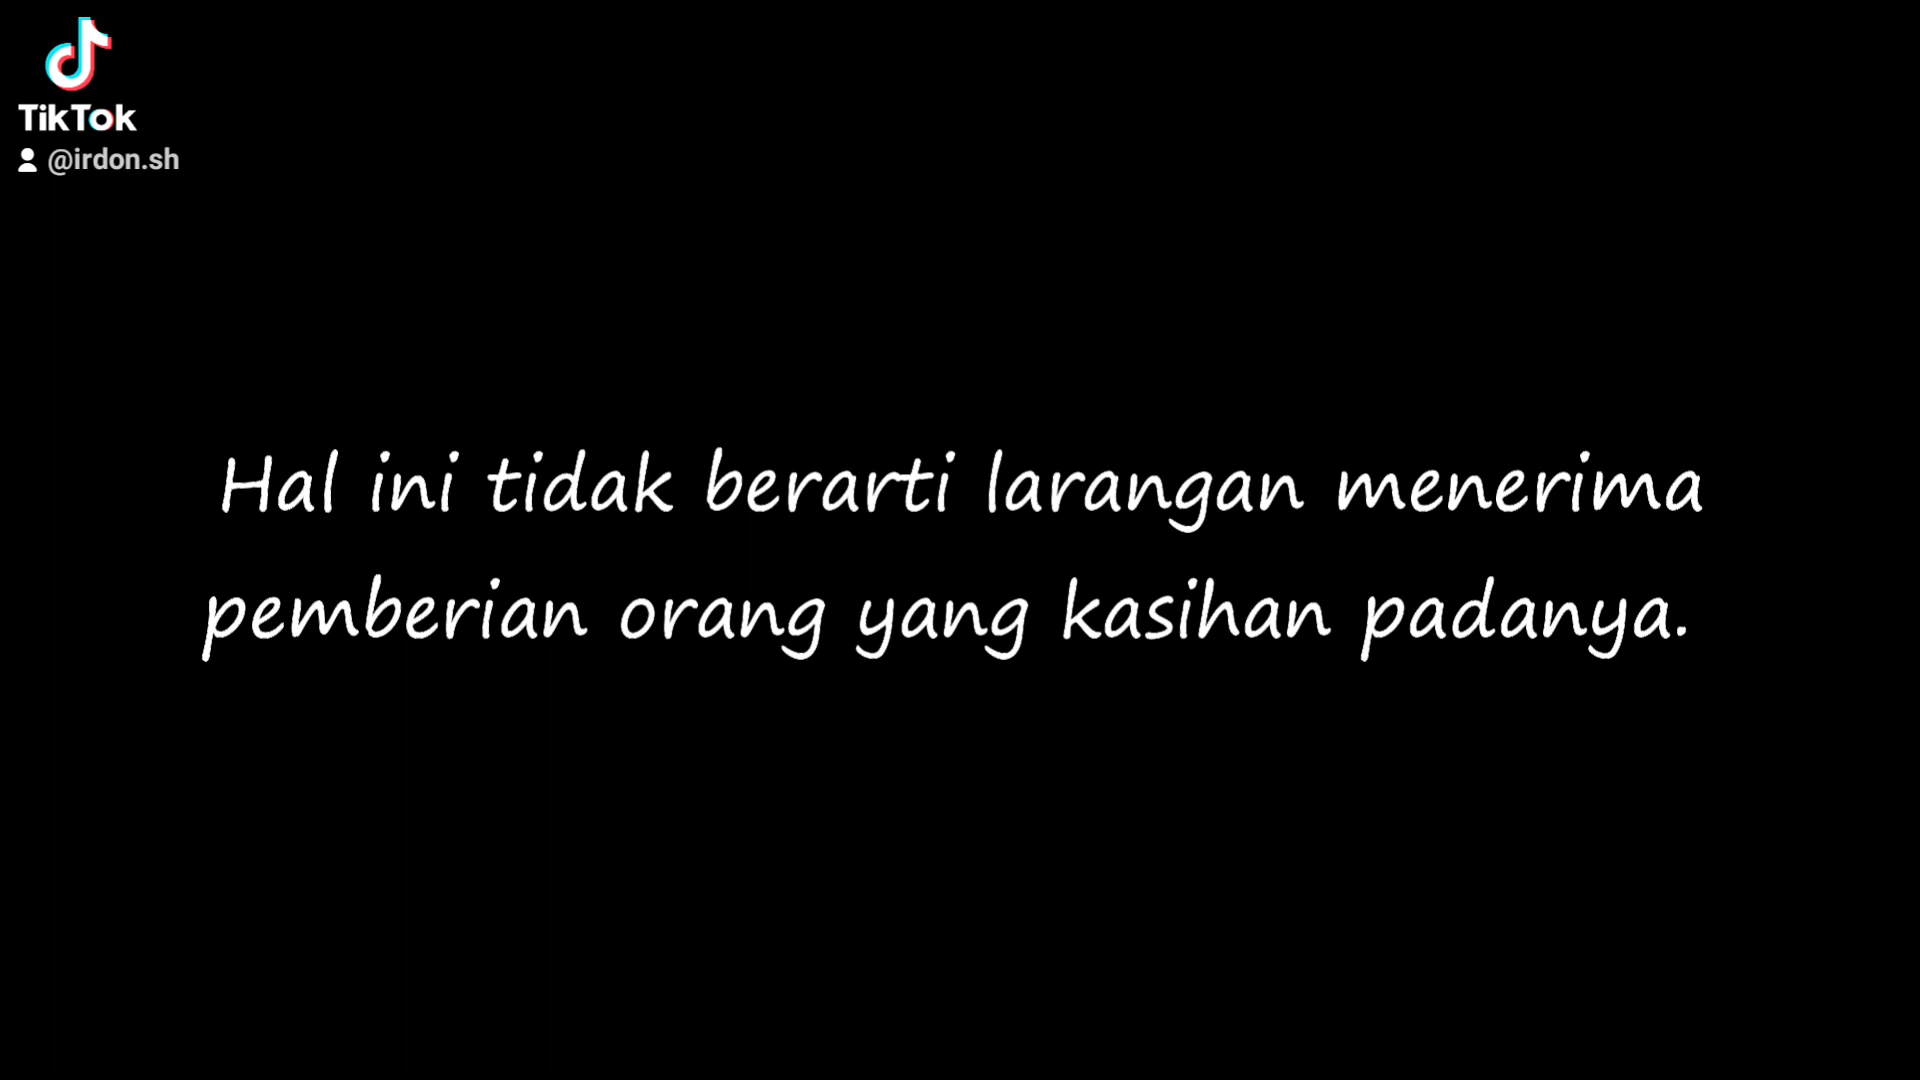 TikTok
@irdon.sh
Hal ini tidak berarti larangan menerima
pemberian orang yang kasihan padanya.